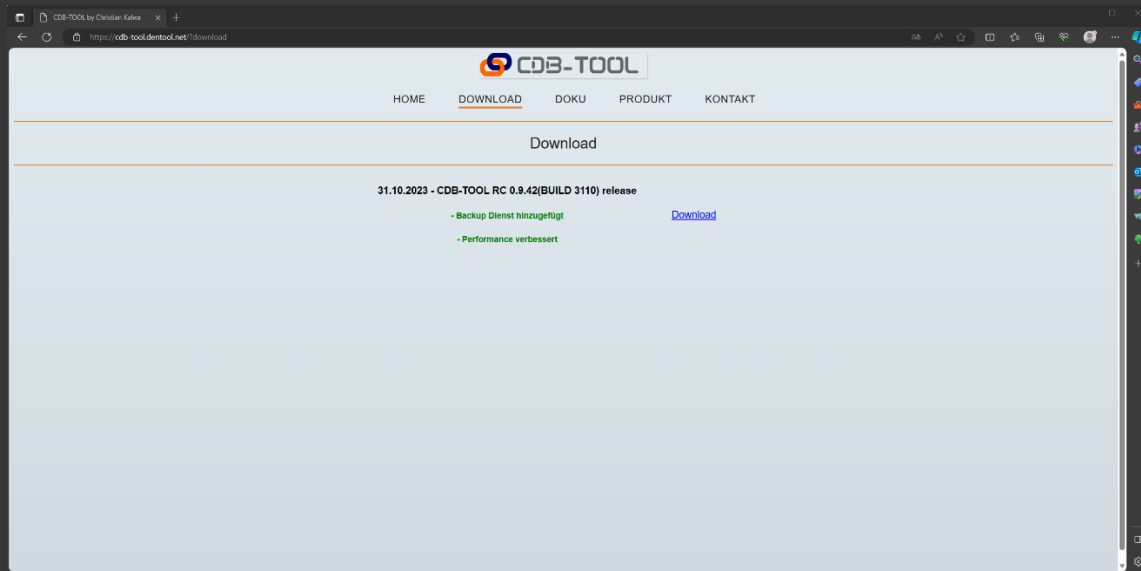 CDB-TOOL by Christian Kalwa
https://cdb-tool.dentool.net/?download
CDB-TOOL
HOME DOWNLOAD DOKU PRODUKT KONTAKT
Download
31.10.2023 - CDB-TOOL RC 0.9.42(BUILD 3110) release
- Backup Dienst hinzugefügt Download
- Performance verbessert